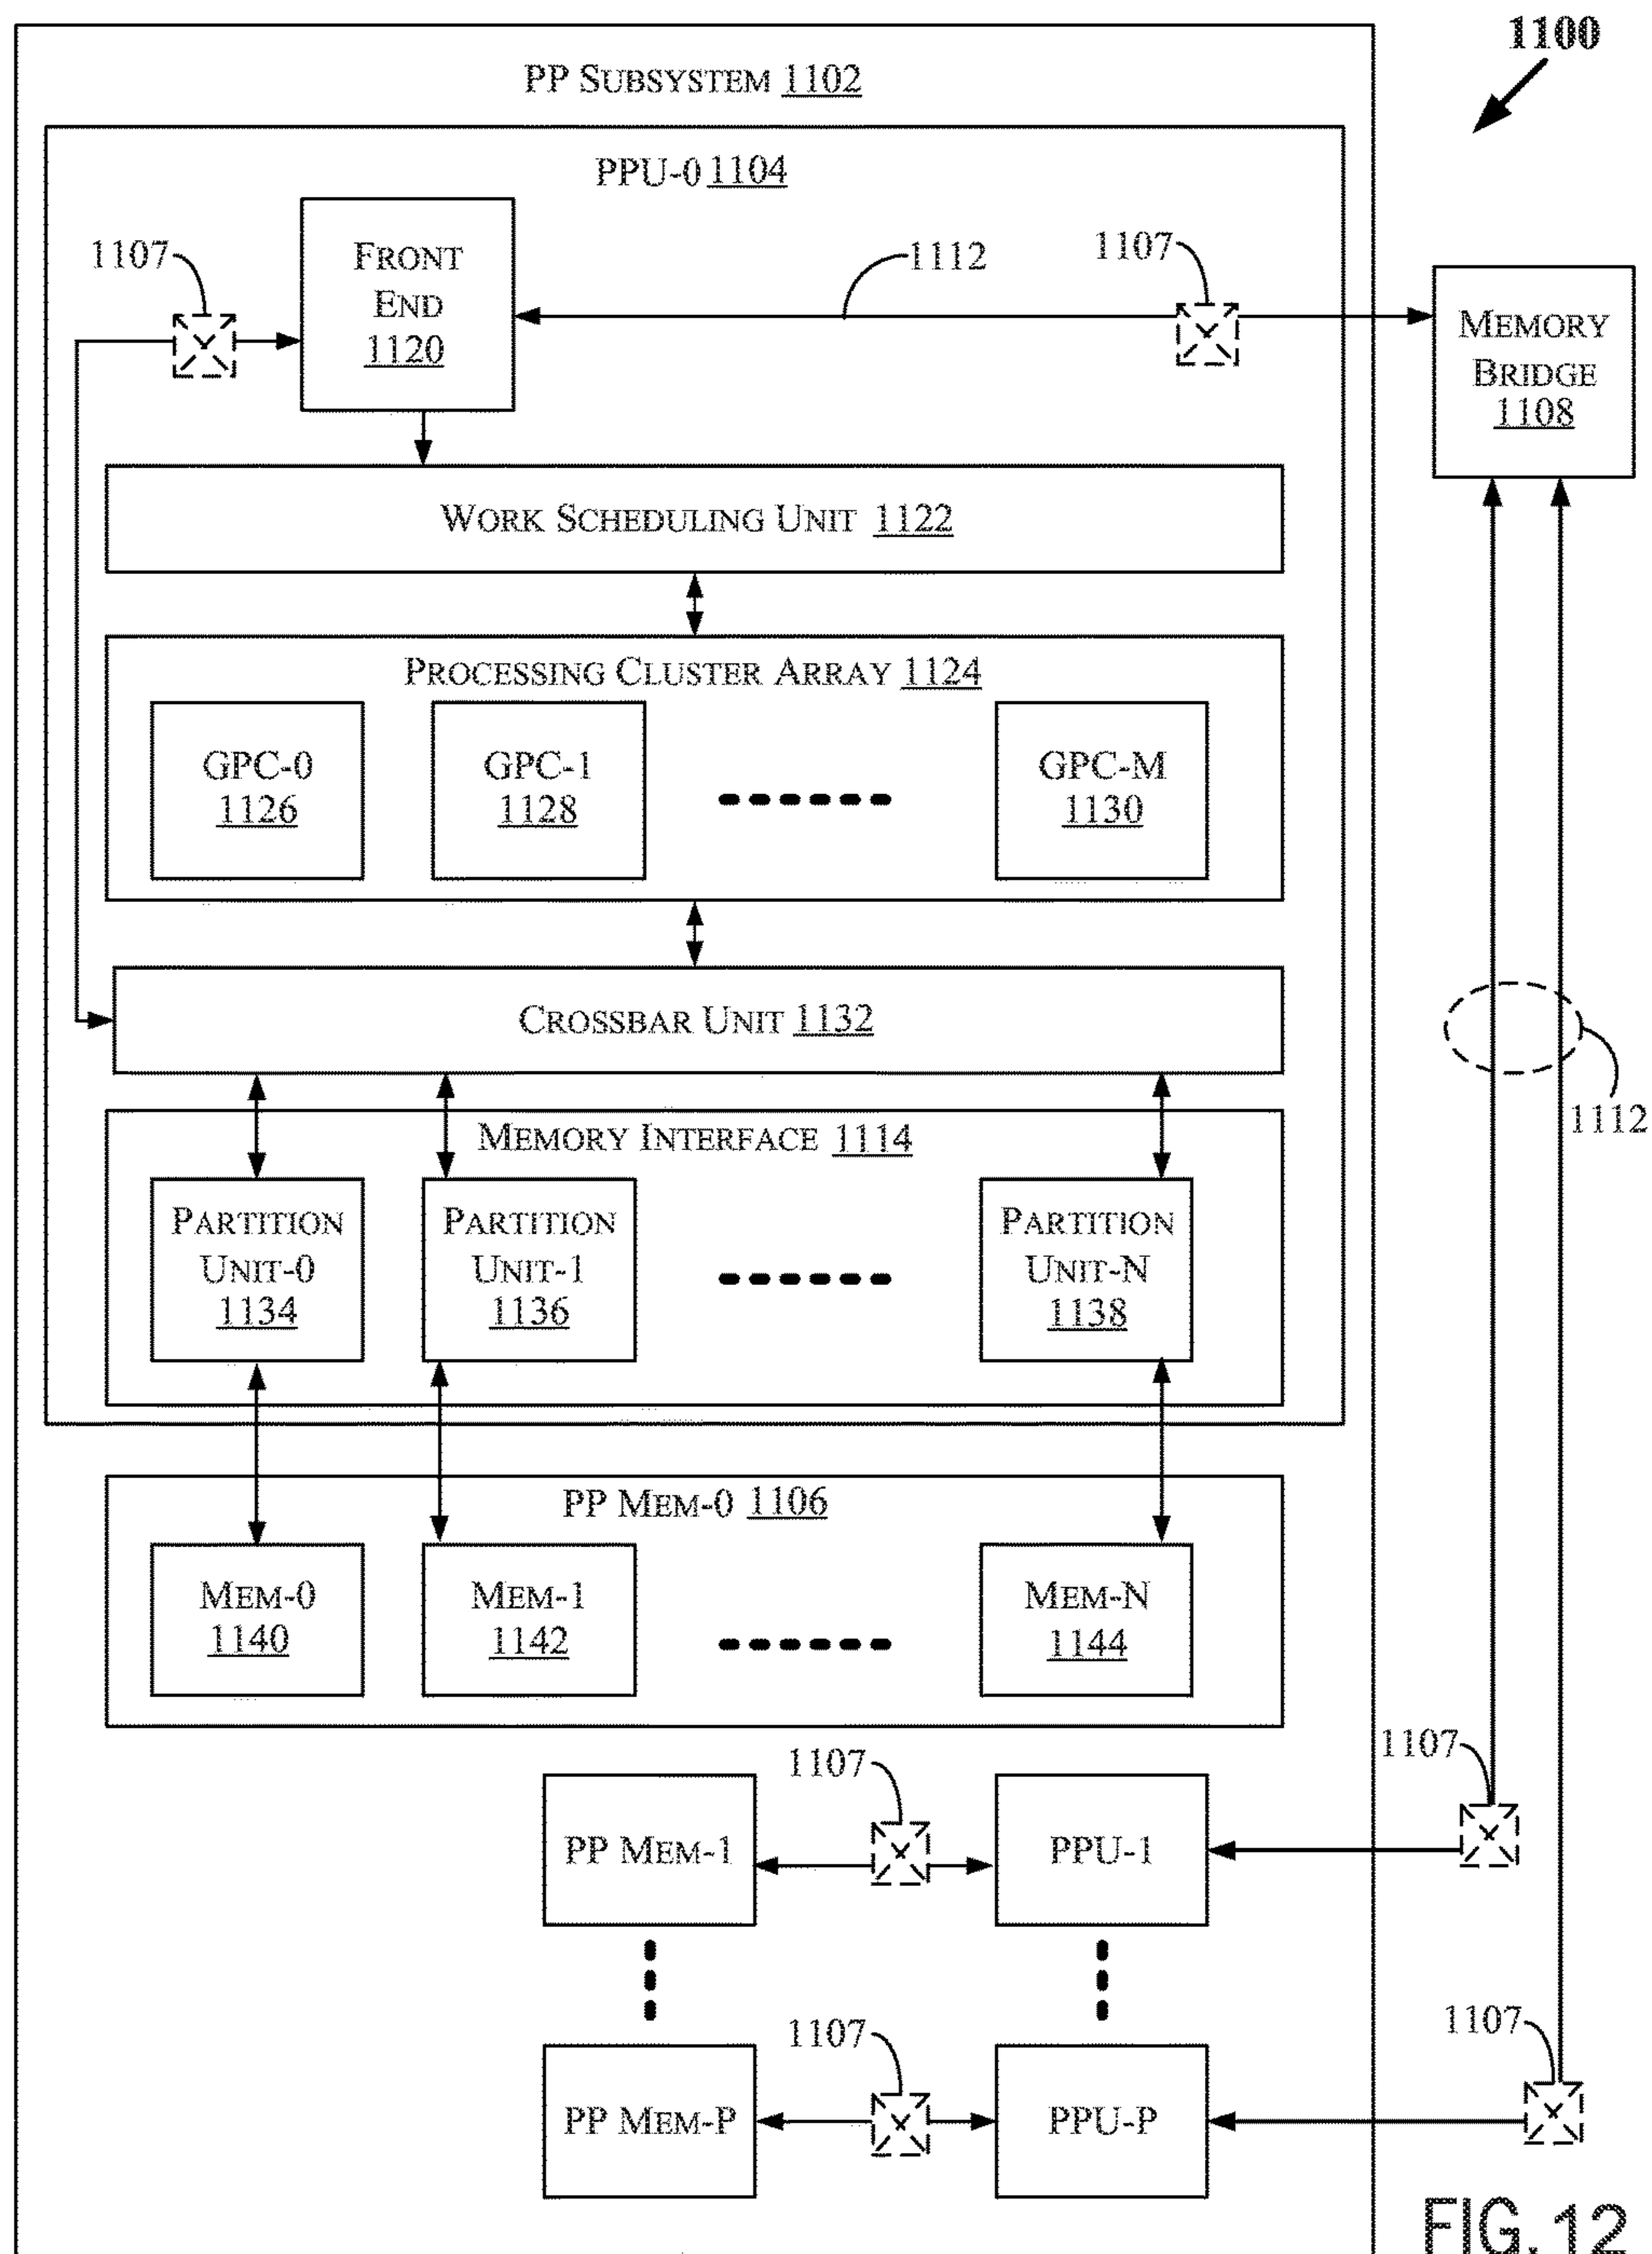 1100
PP SUBSYSTEM 1102
PPU-0 1104
1107
FRONT
END
1120
1112
1107
MEMORY
BRIDGE
1108
WORK SCHEDULING UNIT 1122
PROCESSING CLUSTER ARRAY 1124
GPC-0
1126
GPC-1
1128
GPC-M
1130
CROSSBAR UNIT 1132
1112
MEMORY INTERFACE 1114
PARTITION
UNIT-0
1134
PARTITION
UNIT-1
1136
PARTITION
UNIT-N
1138
PP MEM-0 1106
MEM-0
1140
MEM-1
1142
MEM-N
1144
1107
1107
PP MEM-1
PPU-1
1107
1107
PP MEM-P
PPU-P
FIG. 12